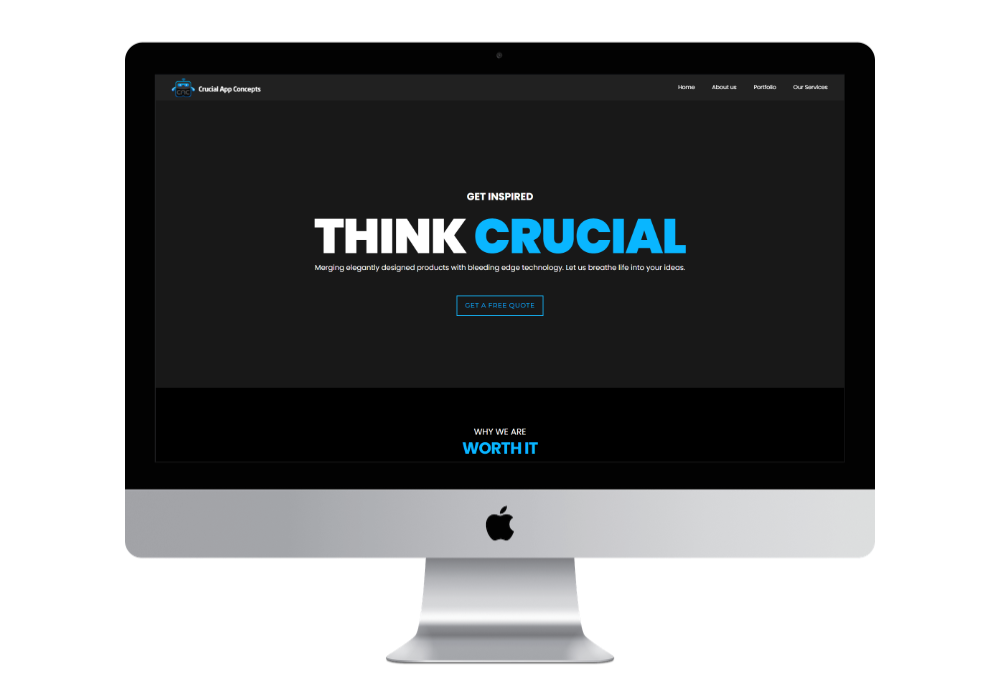 Crucial App Concepts
Home About us Portfolio Our Services
GET INSPIRED
THINK CRUCIAL
Merging elegantly designed products with bleeding edge technology. Let us breathe life into your ideas.
GET A FREE QUOTE
WHY WE ARE
WORTH IT